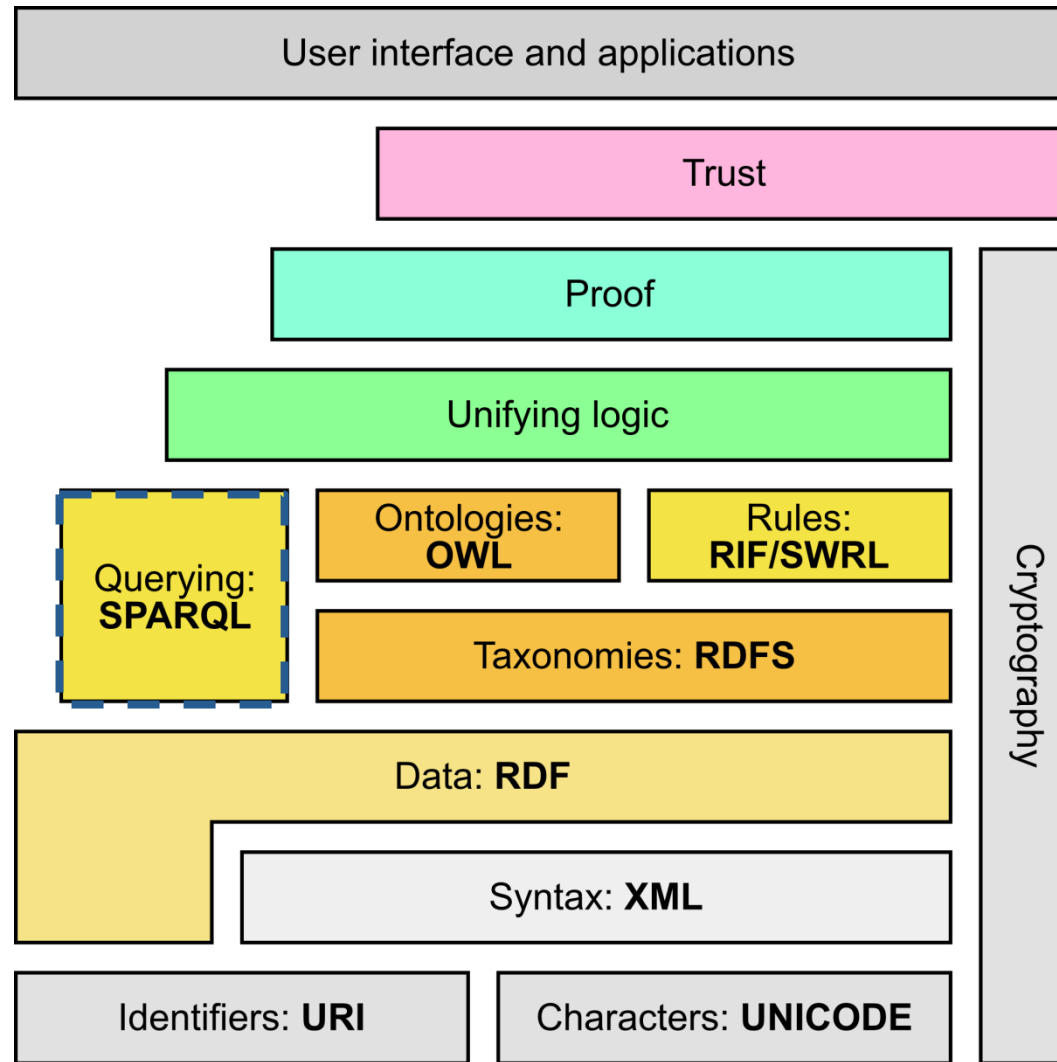 User interface and applications
Trust
Proof
Unifying logic
Ontologies:
OWL
Rules:
RIF/SWRL
Querying:
SPARQL
Taxonomies: RDFS
Cryptography
Data: RDF
Syntax: XML
Identifiers: URI
Characters: UNICODE